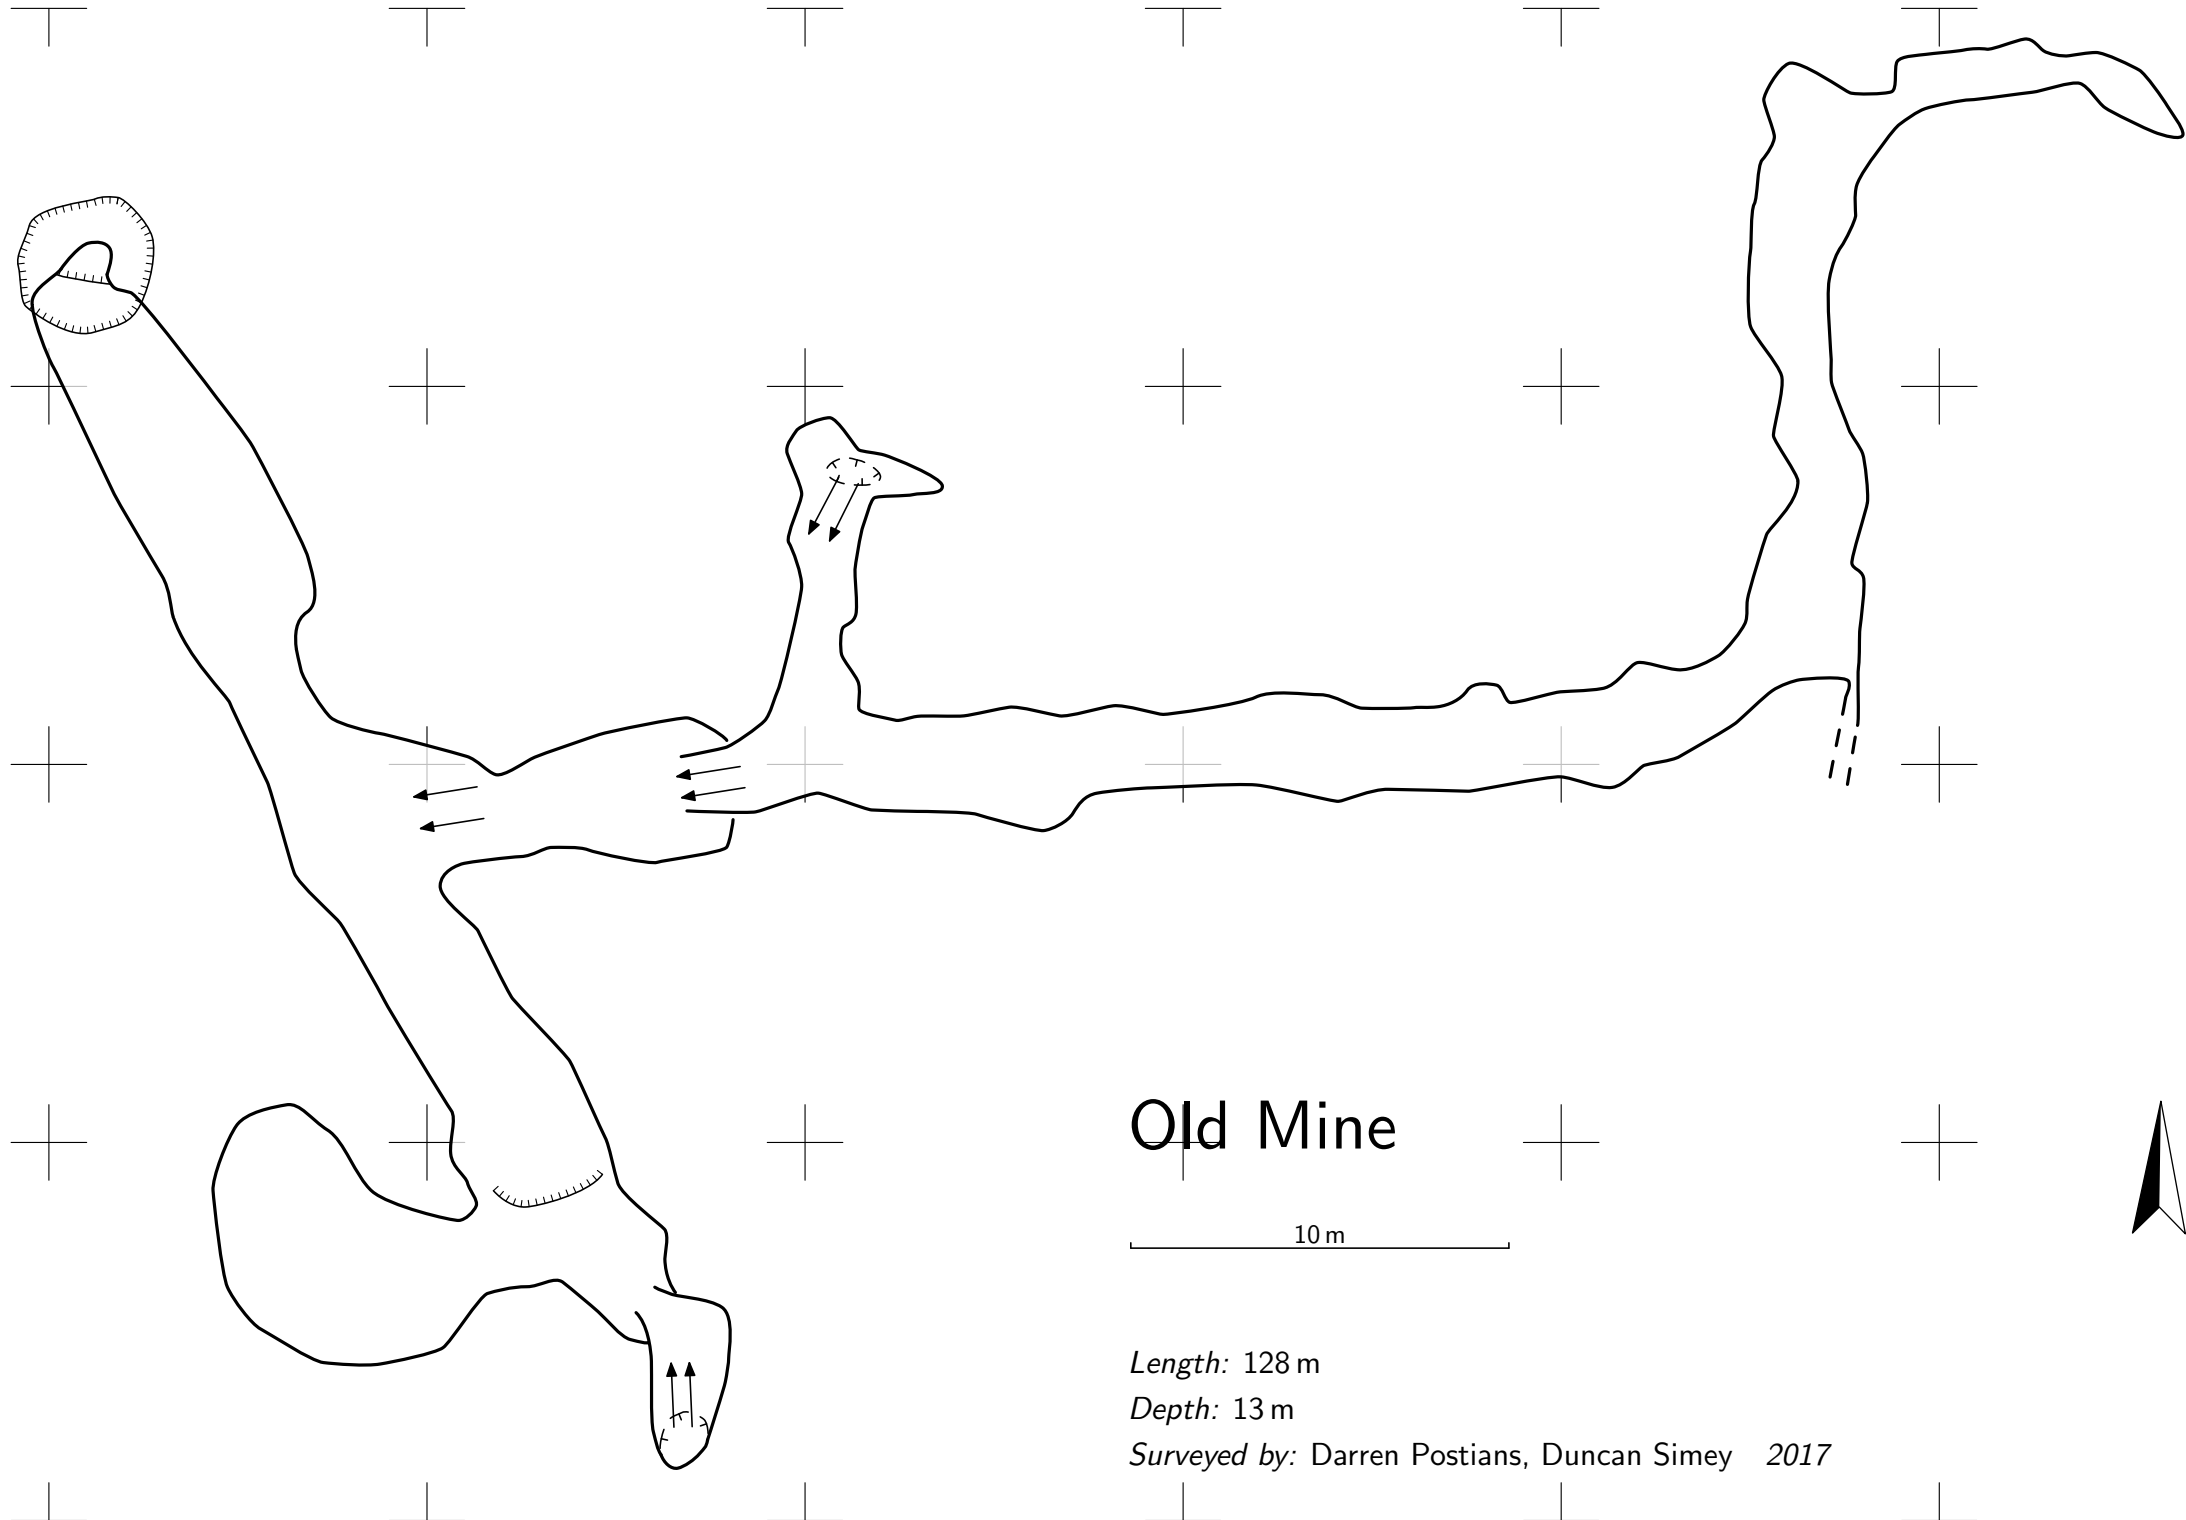 Old Mine
10 m
Length: 128 m
Depth: 13 m
Surveyed by: Darren Postians, Duncan Simey 2017